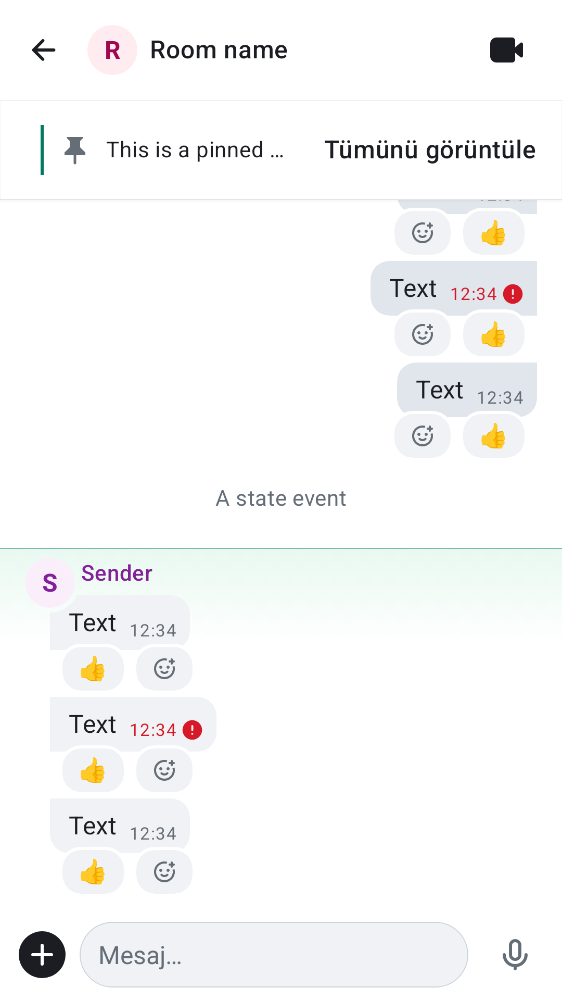 R Room name
This is a pinned ... Tümünü görüntüle
👍
Text 12:34
👍
Text 12:34
👍
A state event
S Sender
Text 12:34
👍
Text 12:34
👍
Text 12:34
👍
Mesaj...